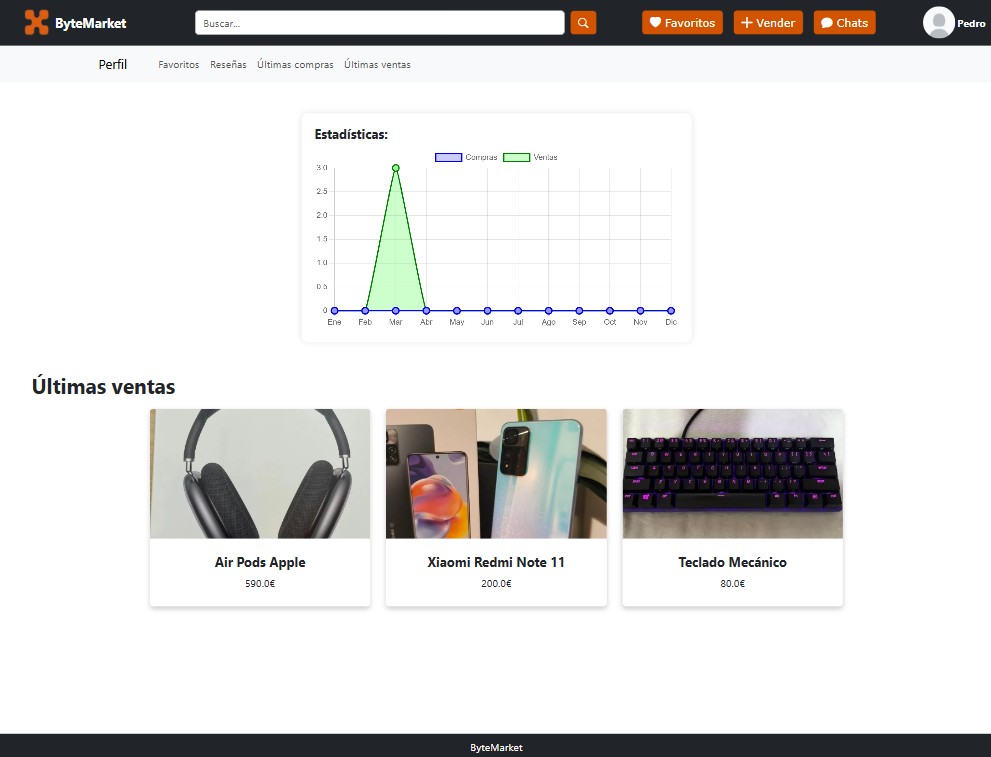 ByteMarket
Buscar...
Favoritos
Vender
Chats
Pedro
Perfil
Favoritos
Reseñas
Últimas compras
Últimas ventas
Estadísticas:
Compras
Ventas
3.0
2.5
2.0
1.5
1.0
0.5
0
Ene
Feb
Mar
Abr
May
Jun
Jul
Ago
Sep
Oct
Nov
Dic
Últimas ventas
Air Pods Apple
Xiaomi Redmi Note 11
Teclado Mecánico
590.0€
200.0€
80.0€
ByteMarket